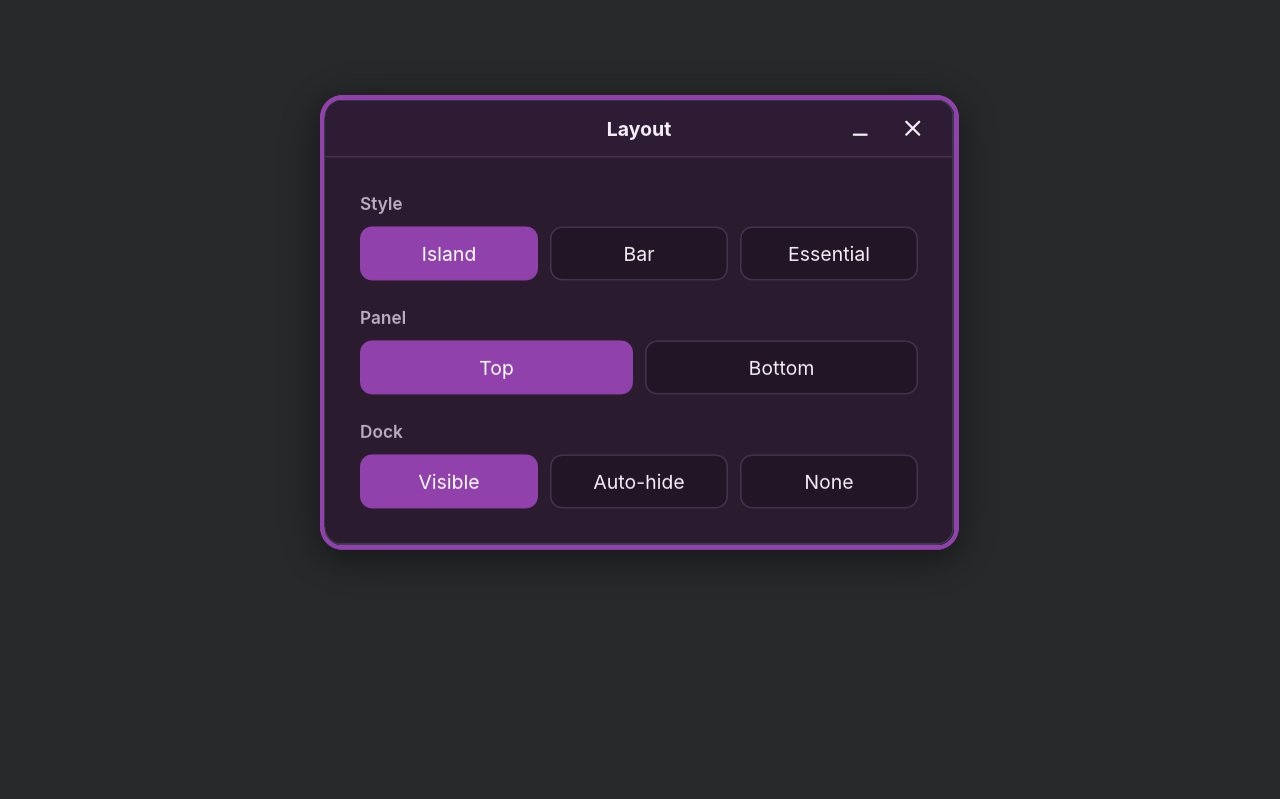 Layout
Style
Island Bar Essential
Panel
Top Bottom
Dock
Visible Auto-hide None